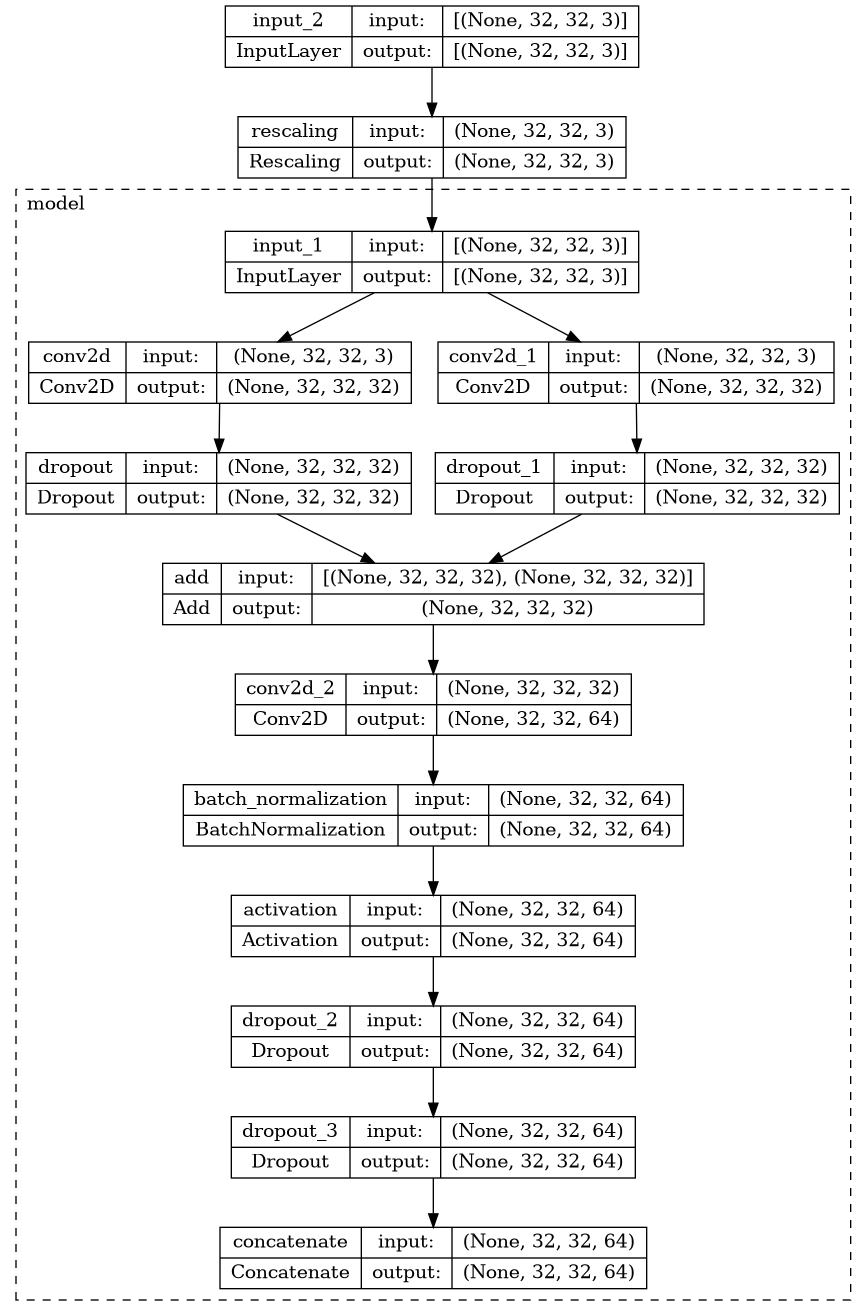 input_2 input: [(None, 32, 32, 3)]
InputLayer output: [(None, 32, 32, 3)]
rescaling input: (None, 32, 32, 3)
Rescaling output: (None, 32, 32, 3)
model
input_1 input: [(None, 32, 32, 3)]
InputLayer output: [(None, 32, 32, 3)]
conv2d input: (None, 32, 32, 3)
Conv2D output: (None, 32, 32, 32)
conv2d_1 input: (None, 32, 32, 3)
Conv2D output: (None, 32, 32, 32)
dropout input: (None, 32, 32, 32)
Dropout output: (None, 32, 32, 32)
dropout_1 input: (None, 32, 32, 32)
Dropout output: (None, 32, 32, 32)
add input: [(None, 32, 32, 32), (None, 32, 32, 32)]
Add output: (None, 32, 32, 32)
conv2d_2 input: (None, 32, 32, 32)
Conv2D output: (None, 32, 32, 64)
batch_normalization input: (None, 32, 32, 64)
BatchNormalization output: (None, 32, 32, 64)
activation input: (None, 32, 32, 64)
Activation output: (None, 32, 32, 64)
dropout_2 input: (None, 32, 32, 64)
Dropout output: (None, 32, 32, 64)
dropout_3 input: (None, 32, 32, 64)
Dropout output: (None, 32, 32, 64)
concatenate input: (None, 32, 32, 64)
Concatenate output: (None, 32, 32, 64)